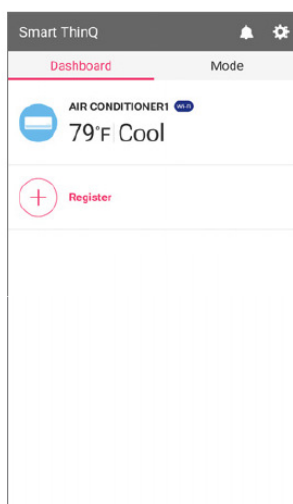 Smart ThinQ
Dashboard Mode
AIR CONDITIONER1 Wi-Fi
79°F Cool
Register